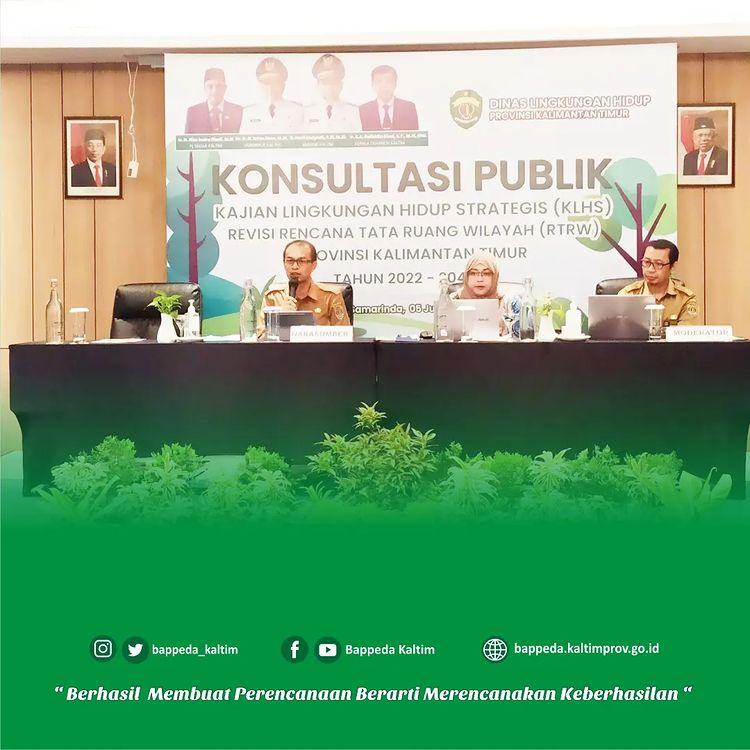 DINAS LINGKUNGAN HIDUP
PROVINSI KALIMANTAN TIMUR
KONSULTASI PUBLIK
KAJIAN LINGKUNGAN HIDUP STRATEGIS (KLHS)
REVISI RENCANA TATA RUANG WILAYAH (RTRW)
PROVINSI KALIMANTAN TIMUR
TAHUN 2022 - 204
Samarinda, 05 Ju
NARASUMBER
MODERATOR
bappeda_kaltim
Bappeda Kaltim
bappeda.kaltimprov.go.id
“ Berhasil Membuat Perencanaan Berarti Merencanakan Keberhasilan “